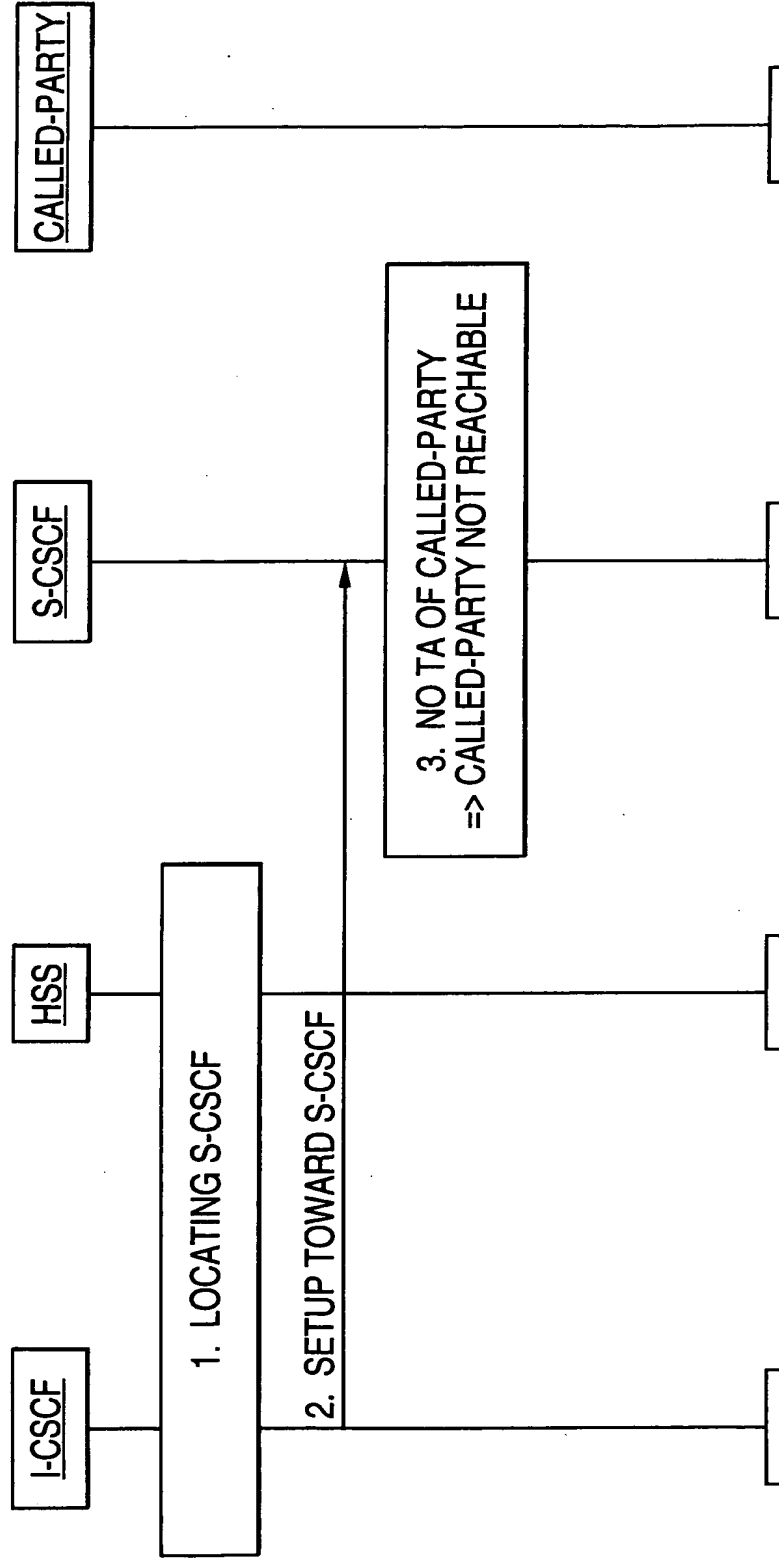 I-CSCF
HSS
S-CSCF
CALLED-PARTY
1. LOCATING S-CSCF
2. SETUP TOWARD S-CSCF
3. NO TA OF CALLED-PARTY
=> CALLED-PARTY NOT REACHABLE